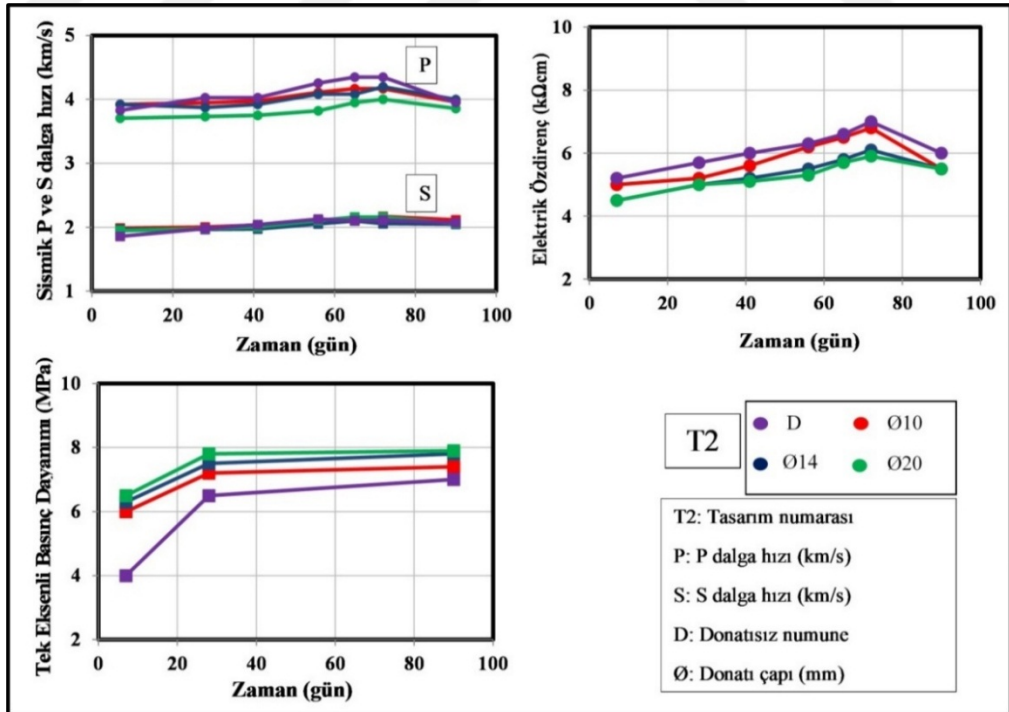 Sismik P ve S dalga hızı (km/s)
5
4
3
2
1
P
S
0 20 40 60 80 100
Zaman (gün)
Elektrik Özdirenç (kΩcm)
10
8
6
4
2
0 20 40 60 80 100
Zaman (gün)
Tek Eksenli Basınç Dayanımı (MPa)
10
8
6
4
2
0 20 40 60 80 100
Zaman (gün)
T2
D Ø10
Ø14 Ø20
T2: Tasarım numarası
P: P dalga hızı (km/s)
S: S dalga hızı (km/s)
D: Donatısız numune
Ø: Donatı çapı (mm)